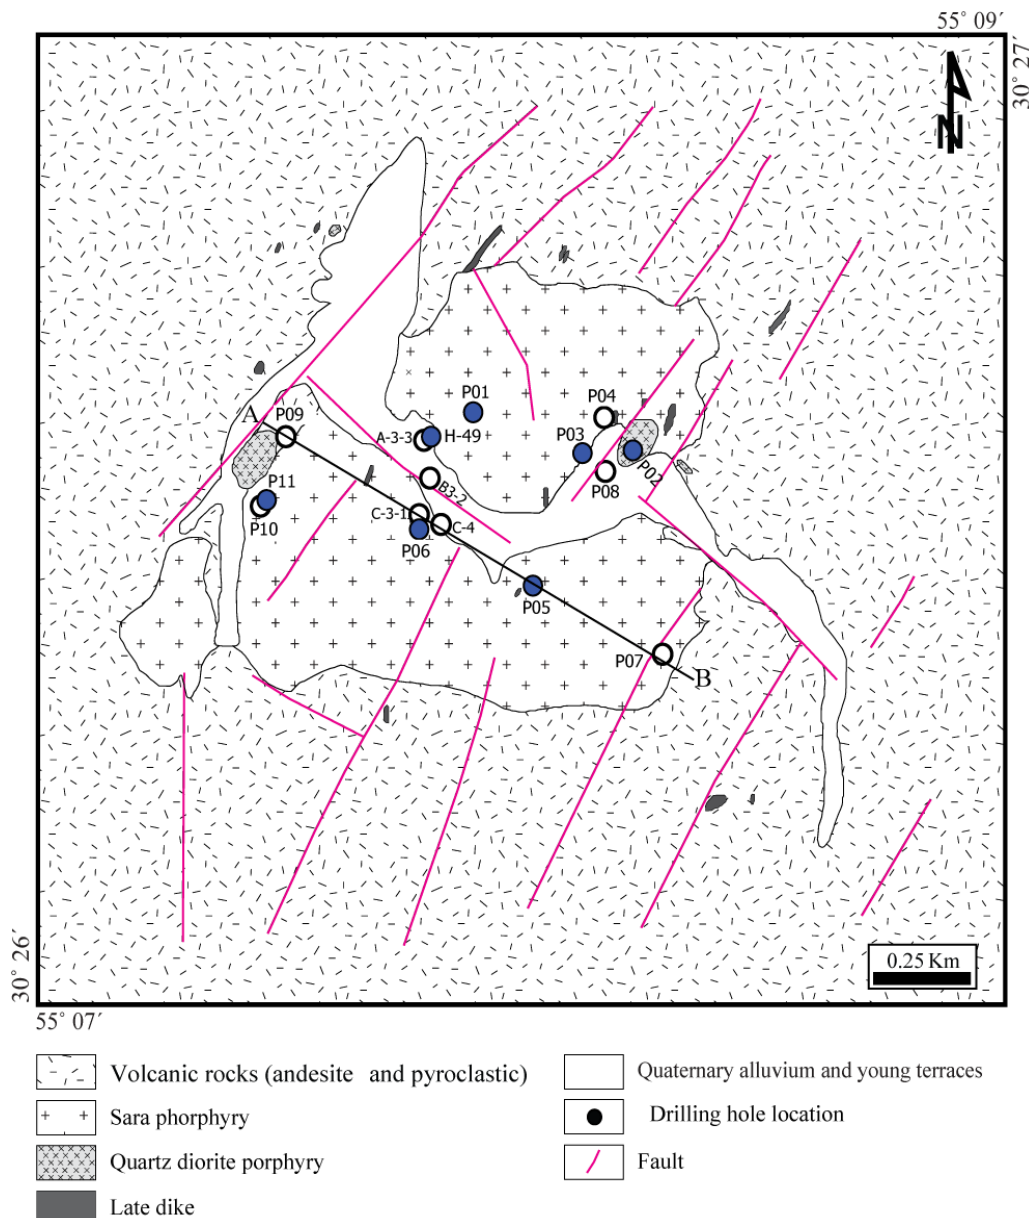 55° 09´
30° 27´
N
P01
P04
A
P09
A-3-3
H-49
P03
P02
P11
B3-2
P08
C-3-1
C-4
P10
P06
P05
P07
B
0.25 Km
30° 26
55° 07´
Volcanic rocks (andesite and pyroclastic)
Quaternary alluvium and young terraces
Sara phorphyry
Drilling hole location
Quartz diorite porphyry
Fault
Late dike